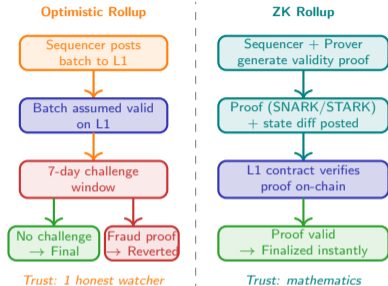 Optimistic Rollup
Sequencer posts
batch to L1
Batch assumed valid
on L1
7-day challenge
window
No challenge
→ Final
Fraud proof
→ Reverted
Trust: 1 honest watcher
ZK Rollup
Sequencer + Prover
generate validity proof
Proof (SNARK/STARK)
+ state diff posted
L1 contract verifies
proof on-chain
Proof valid
→ Finalized instantly
Trust: mathematics